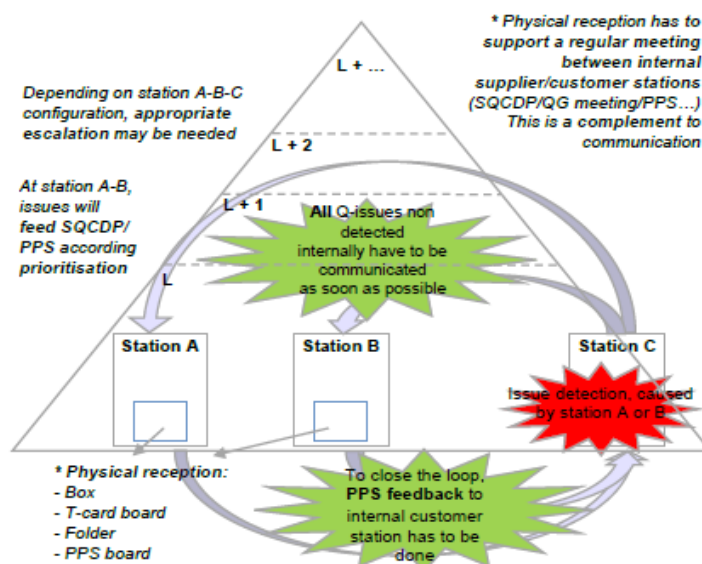 * Physical reception has to
support a regular meeting
between internal
supplier/customer stations
(SQCDP/QG meeting/PPS…)
This is a complement to
communication
L + …
Depending on station A-B-C
configuration, appropriate
escalation may be needed
L + 2
At station A-B,
issues will
feed SQCDP/
PPS according
prioritisation
L + 1
All Q-issues non
detected
internally have to be
communicated
as soon as possible
L
Station A
Station B
Station C
Issue detection, caused
by station A or B
* Physical reception:
- Box
- T-card board
- Folder
- PPS board
To close the loop,
PPS feedback to
internal customer
station has to be
done